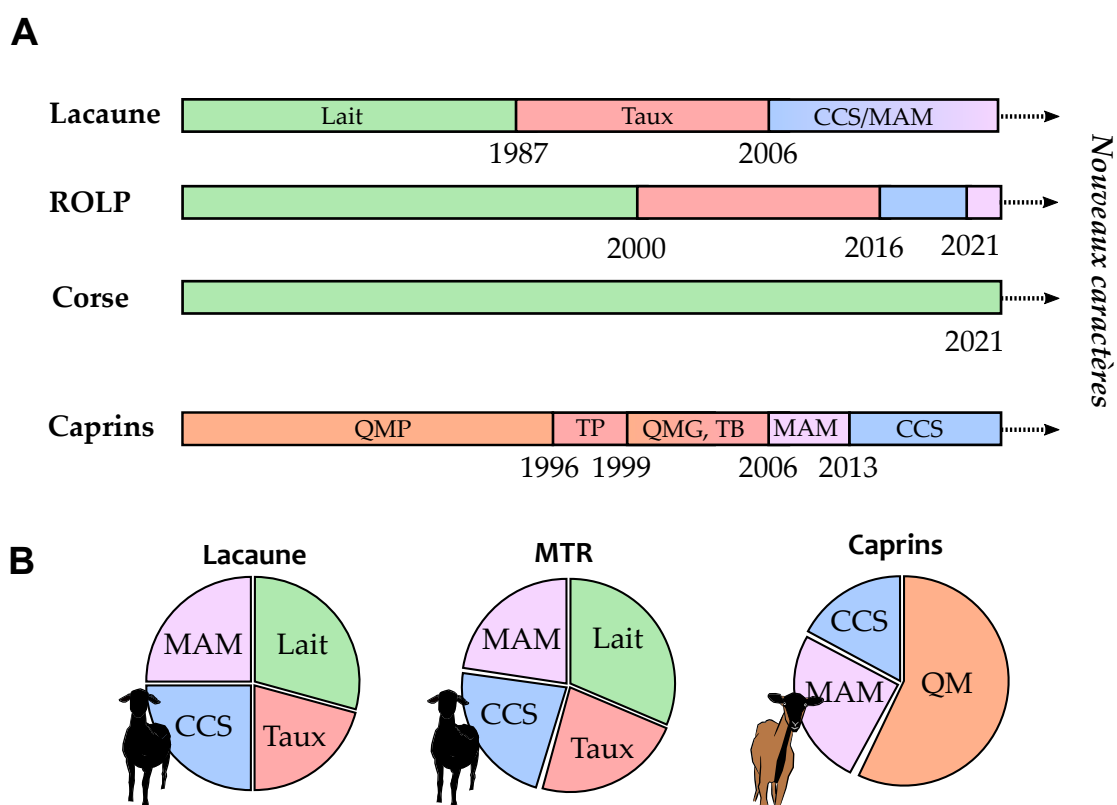 A
Lacaune
Lait
Taux
CCS/MAM
1987
2006
ROLP
2000
2016
2021
Corse
2021
Caprins
QMP
TP
QMG, TB
MAM
CCS
1996
1999
2006
2013
Nouveaux caractères
B
Lacaune
MAM
Lait
CCS
Taux
MTR
MAM
Lait
CCS
Taux
Caprins
CCS
MAM
QM